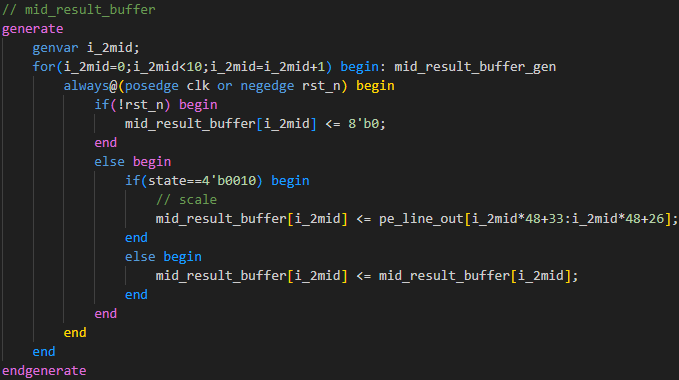 // mid_result_buffer
generate
    genvar i_2mid;
    for(i_2mid=0;i_2mid<10;i_2mid=i_2mid+1) begin: mid_result_buffer_gen
        always@(posedge clk or negedge rst_n) begin
            if(!rst_n) begin
                mid_result_buffer[i_2mid] <= 8'b0;
            end
            else begin
                if(state==4'b0010) begin
                    // scale
                    mid_result_buffer[i_2mid] <= pe_line_out[i_2mid*48+33:i_2mid*48+26];
                end
                else begin
                    mid_result_buffer[i_2mid] <= mid_result_buffer[i_2mid];
                end
            end
        end
    end
endgenerate